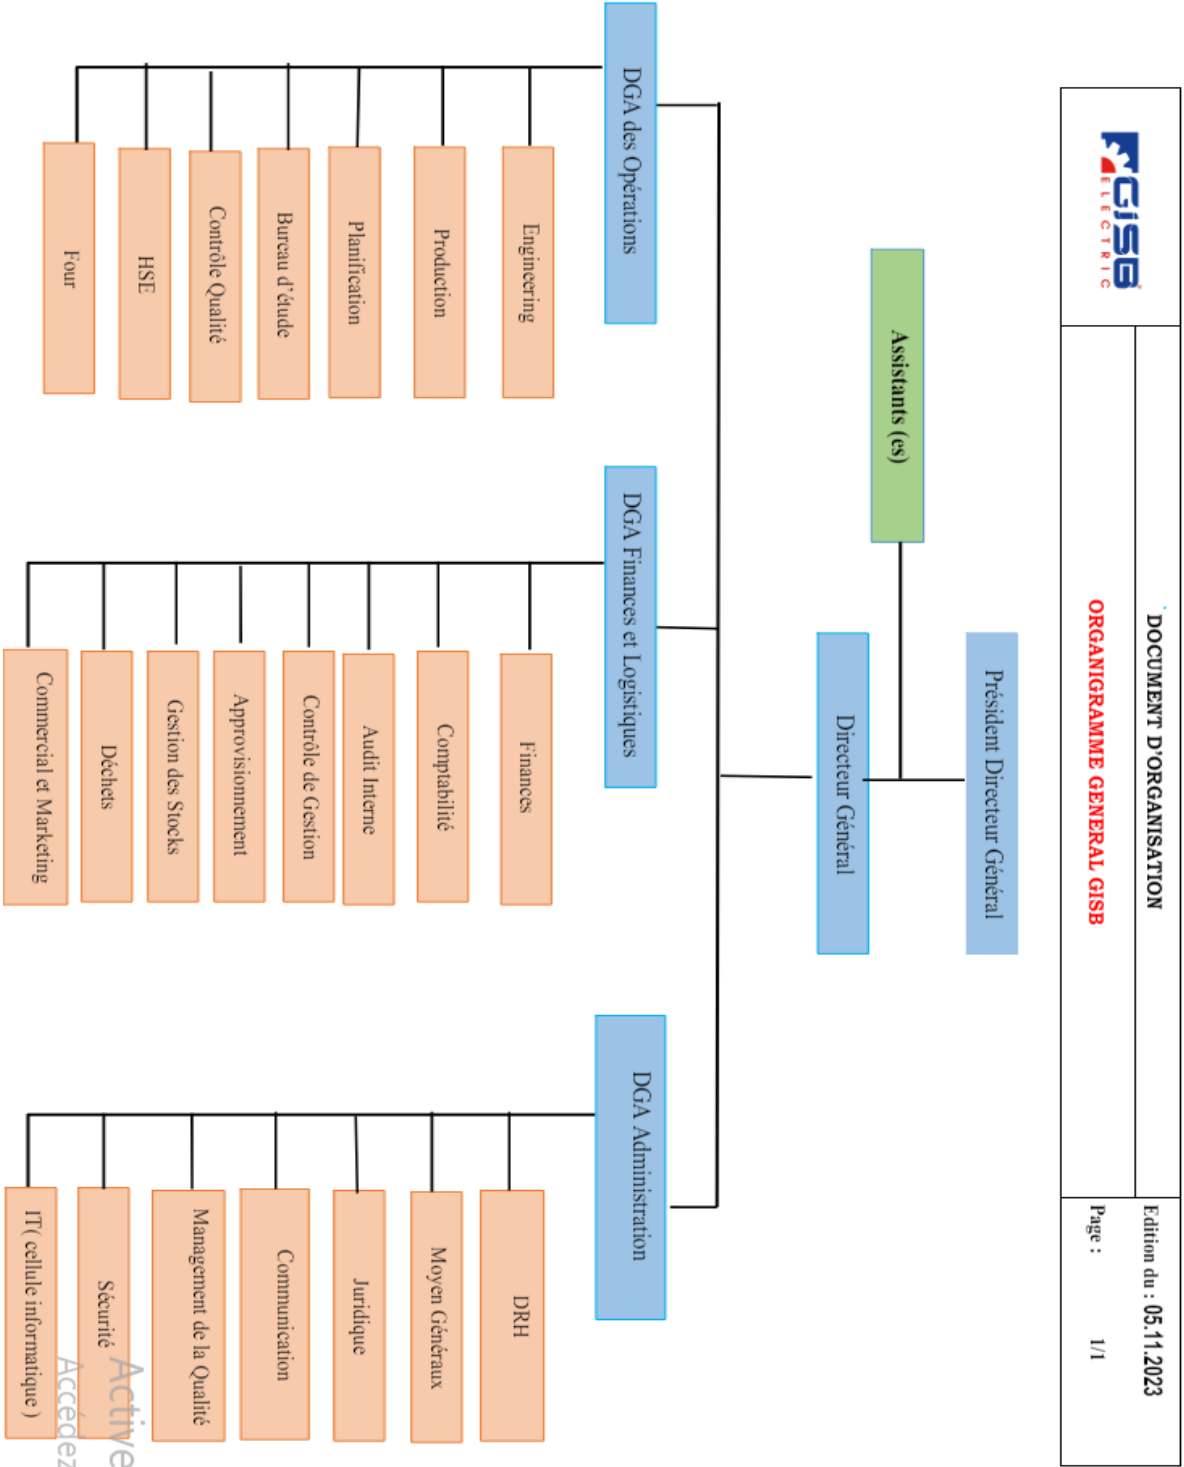 GISB
ELECTRIC
DOCUMENT D'ORGANISATION
ORGANIGRAMME GENERAL GISB
Edition du : 05.11.2023
Page : 1/1
Président Directeur Général
Assistants (es)
Directeur Général
DGA des Opérations
DGA Finances et Logistiques
DGA Administration
Engineering
Production
Planification
Bureau d'étude
Contrôle Qualité
HSE
Four
Finances
Comptabilité
Audit Interne
Contrôle de Gestion
Approvisionnement
Gestion des Stocks
Déchets
Commercial et Marketing
DRH
Moyen Généraux
Juridique
Communication
Management de la Qualité
Sécurité
IT( cellule informatique )
Active
Accédez